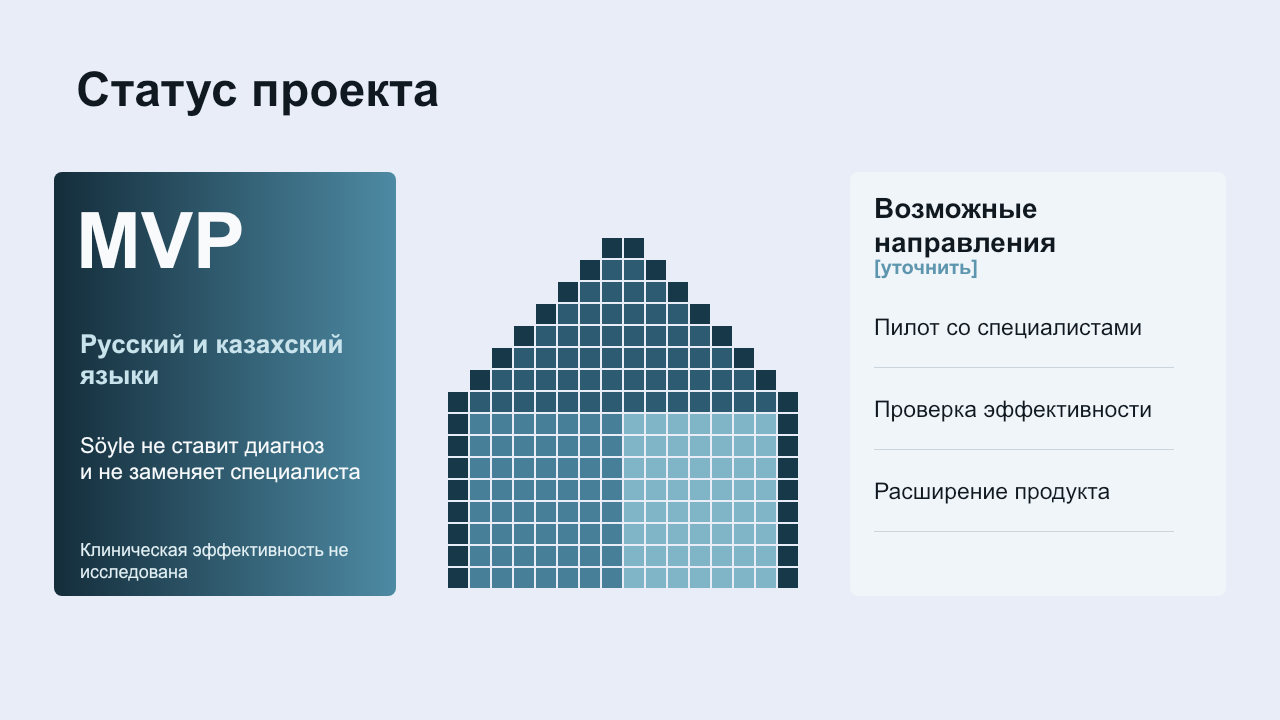 Статус проекта
MVP
Русский и казахский
языки
Söyle не ставит диагноз
и не заменяет специалиста
Клиническая эффективность не
исследована
Возможные
направления
[уточнить]
Пилот со специалистами
Проверка эффективности
Расширение продукта